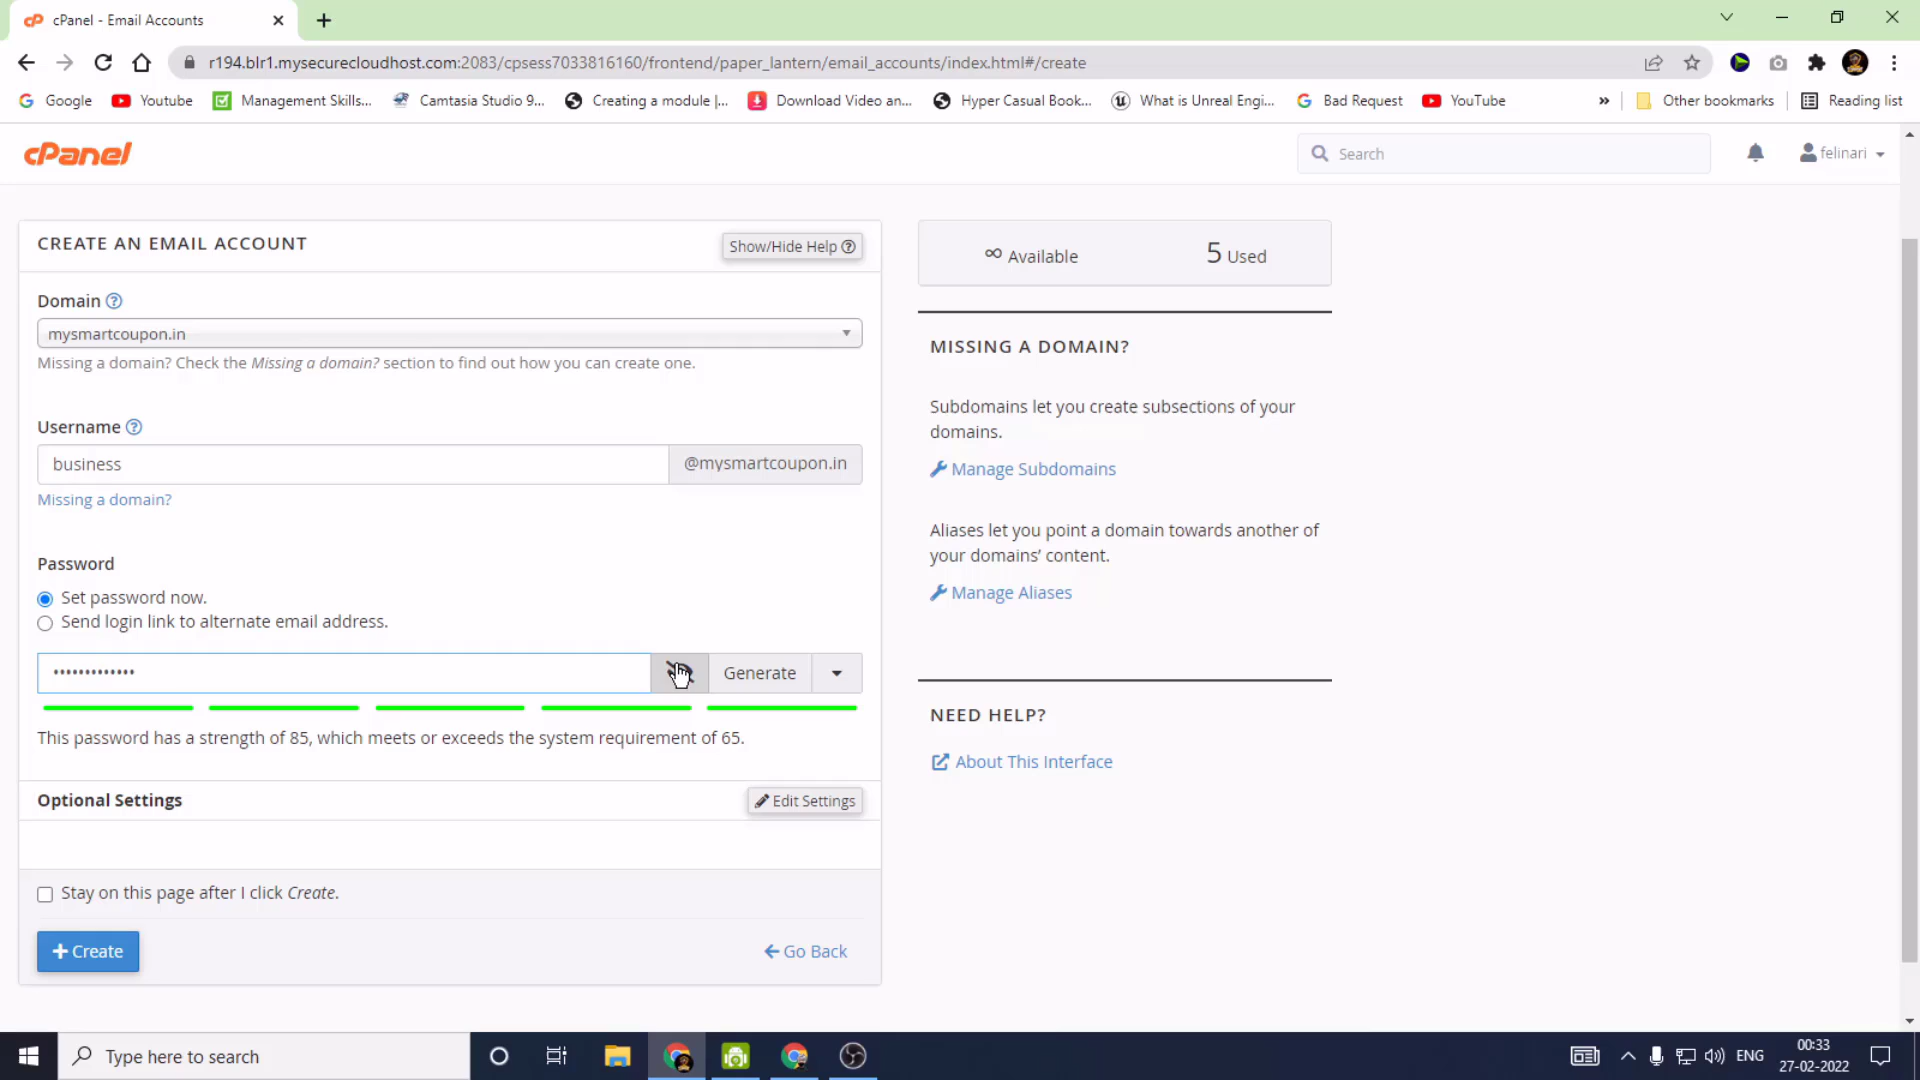 cPanel - Email Accounts
r194.blr1.mysecurecloudhost.com:2083/cpsess7033816160/frontend/paper_lantern/email_accounts/index.html#/create
Google
Youtube
Management Skills...
Camtasia Studio 9...
Creating a module |...
Download Video an...
Hyper Casual Book...
What is Unreal Engi...
Bad Request
YouTube
»
Other bookmarks
Reading list
cPanel
Search
felinari
CREATE AN EMAIL ACCOUNT
Show/Hide Help
Domain
mysmartcoupon.in
Missing a domain? Check the Missing a domain? section to find out how you can create one.
Username
business
@mysmartcoupon.in
Missing a domain?
Password
Set password now.
Send login link to alternate email address.
•••••••••••••
Generate
This password has a strength of 85, which meets or exceeds the system requirement of 65.
Optional Settings
Edit Settings
Stay on this page after I click Create.
+ Create
Go Back
∞ Available
5 Used
MISSING A DOMAIN?
Subdomains let you create subsections of your
domains.
Manage Subdomains
Aliases let you point a domain towards another of
your domains’ content.
Manage Aliases
NEED HELP?
About This Interface
Type here to search
ENG
00:33
27-02-2022